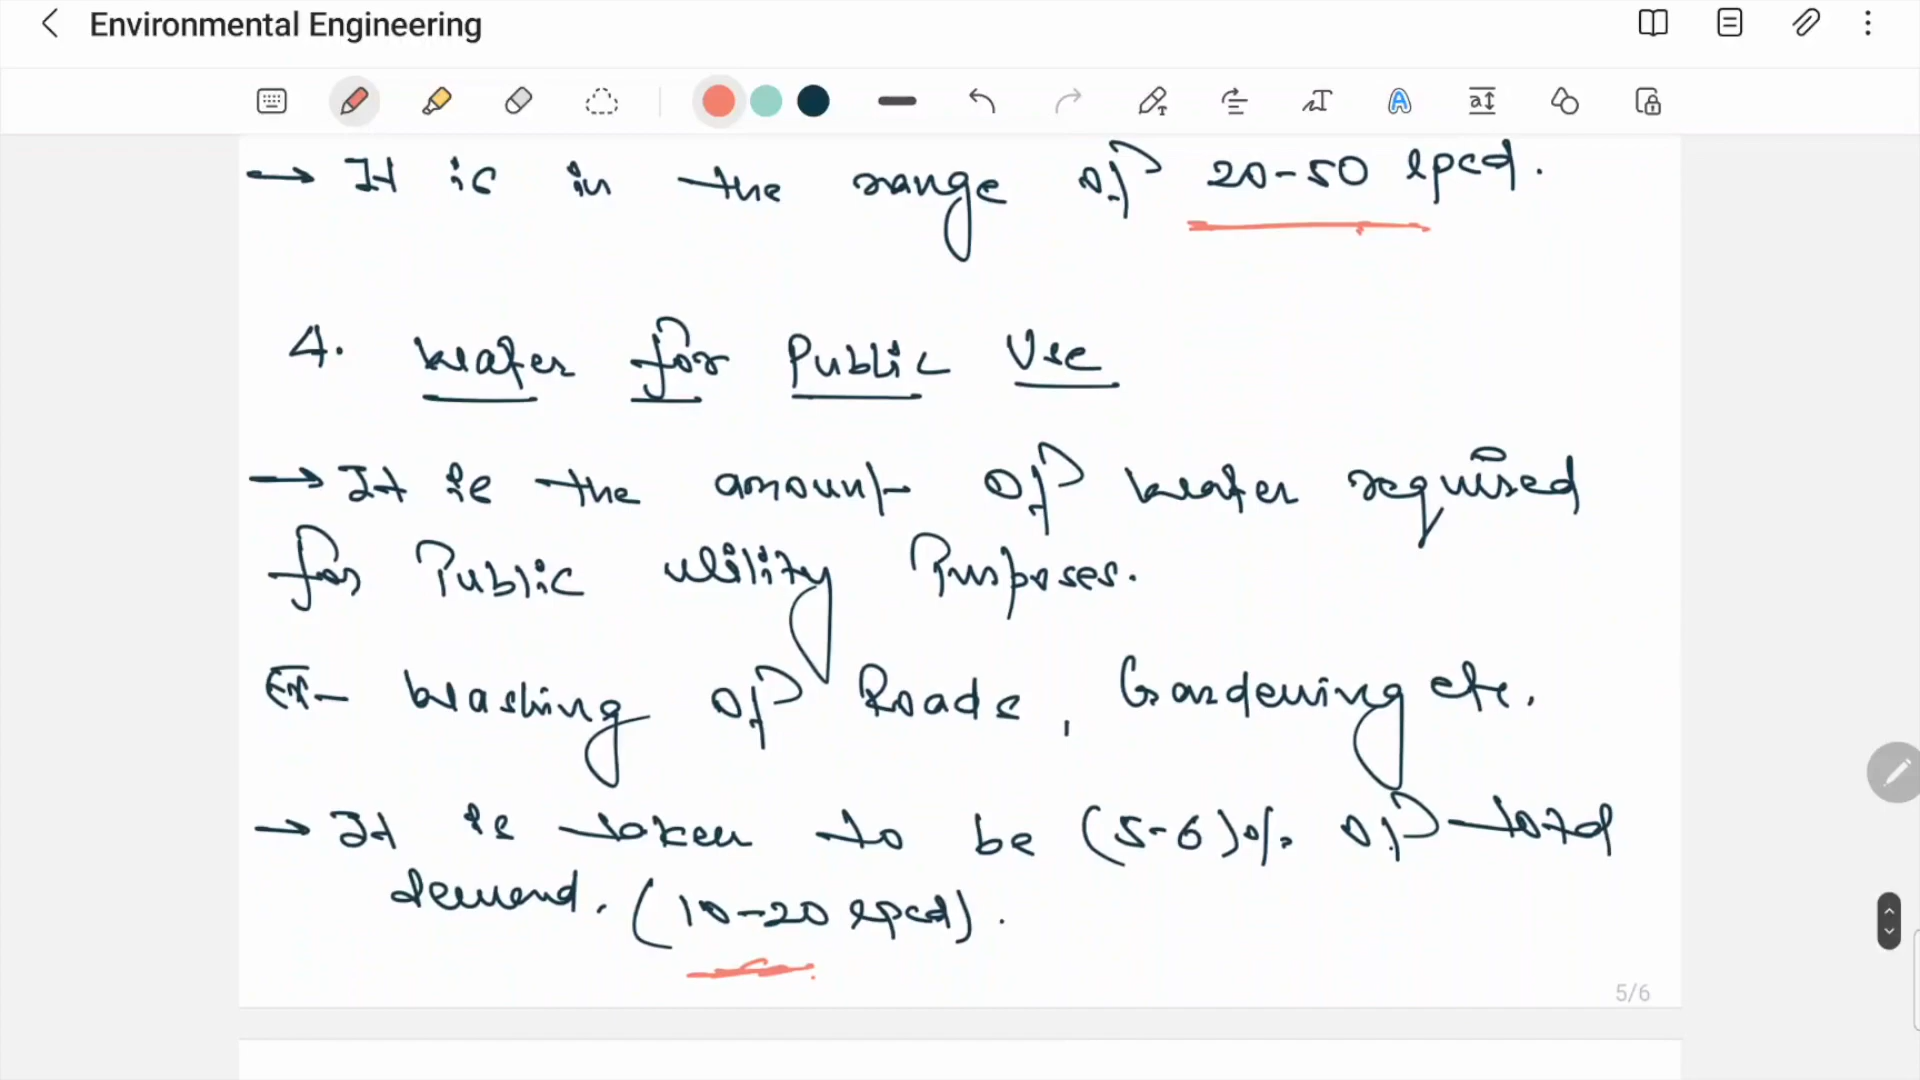 Environmental Engineering
→ It is in the range of 20-50 lpcd.
4. Water for Public Use
→ It is the amount of water required
for Public utility Purposes.
Ex- Washing of Roads, Gardening etc.
→ It is taken to be (5-6)% of total
demand. (10-20 lpcd).
5/6